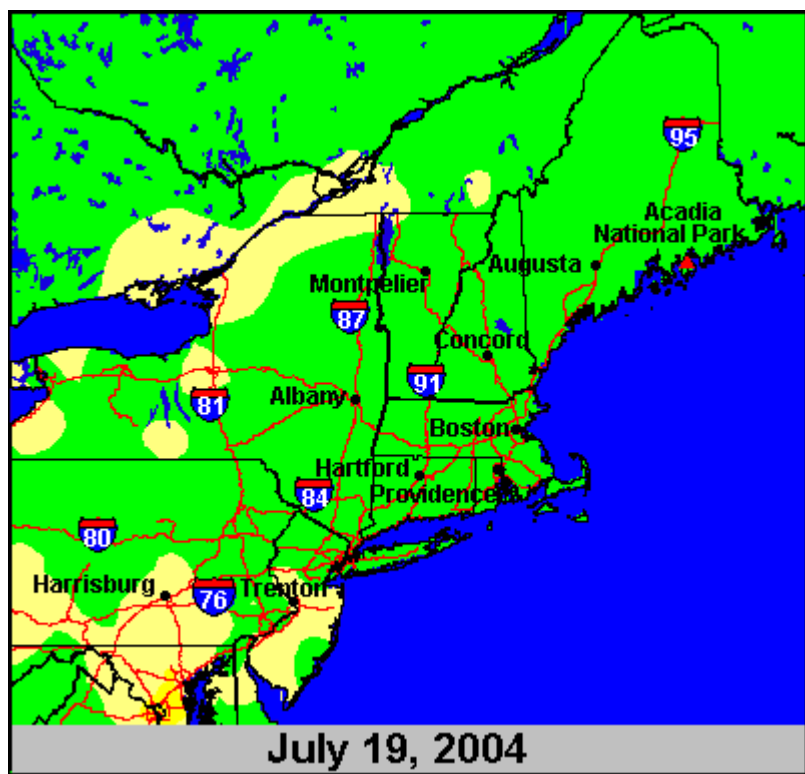 95
Acadia
National Park
Augusta
Montpelier
87
Concord
91
81
Albany
Boston
Hartford
Providence
84
80
Harrisburg
76
Trenton
July 19, 2004